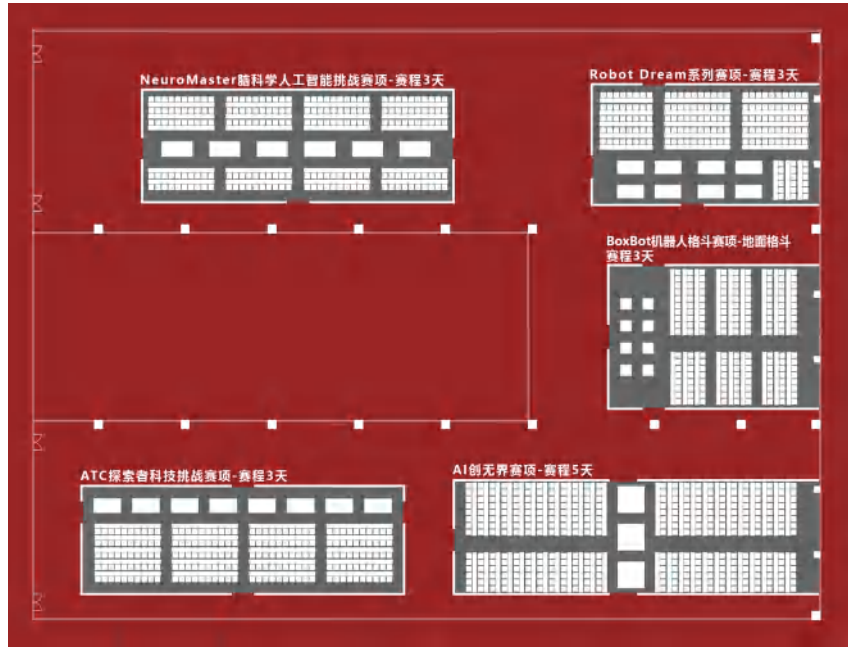 NeuroMaster脑科学人工智能挑战赛项-赛程3天
Robot Dream系列赛项-赛程3天
BoxBot机器人格斗赛项-地面格斗
赛程3天
ATC探索者科技挑战赛项-赛程3天
AI创无界赛项-赛程5天